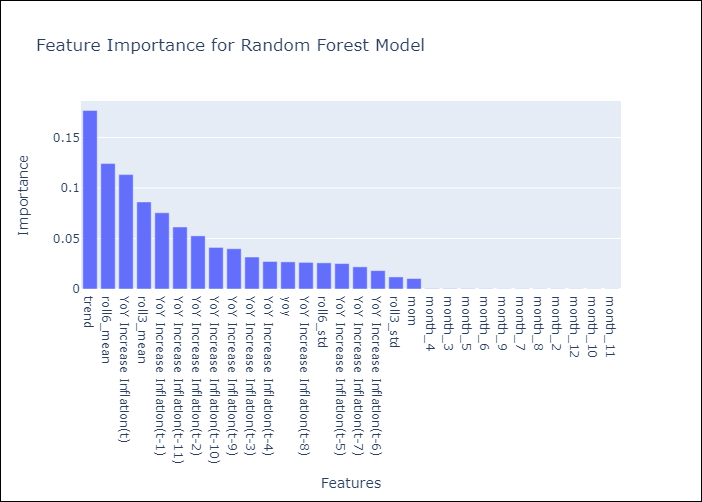 Feature Importance for Random Forest Model
Importance
0.15
0.1
0.05
0
trend
roll6_mean
YoY Increase Inflation(t)
roll3_mean
YoY Increase Inflation(t-1)
YoY Increase Inflation(t-11)
YoY Increase Inflation(t-2)
YoY Increase Inflation(t-10)
YoY Increase Inflation(t-9)
YoY Increase Inflation(t-3)
YoY Increase Inflation(t-4)
yoy
YoY Increase Inflation(t-8)
roll6_std
YoY Increase Inflation(t-5)
YoY Increase Inflation(t-7)
YoY Increase Inflation(t-6)
roll3_std
mom
month_4
month_3
month_5
month_6
month_9
month_7
month_8
month_2
month_12
month_10
month_11
Features